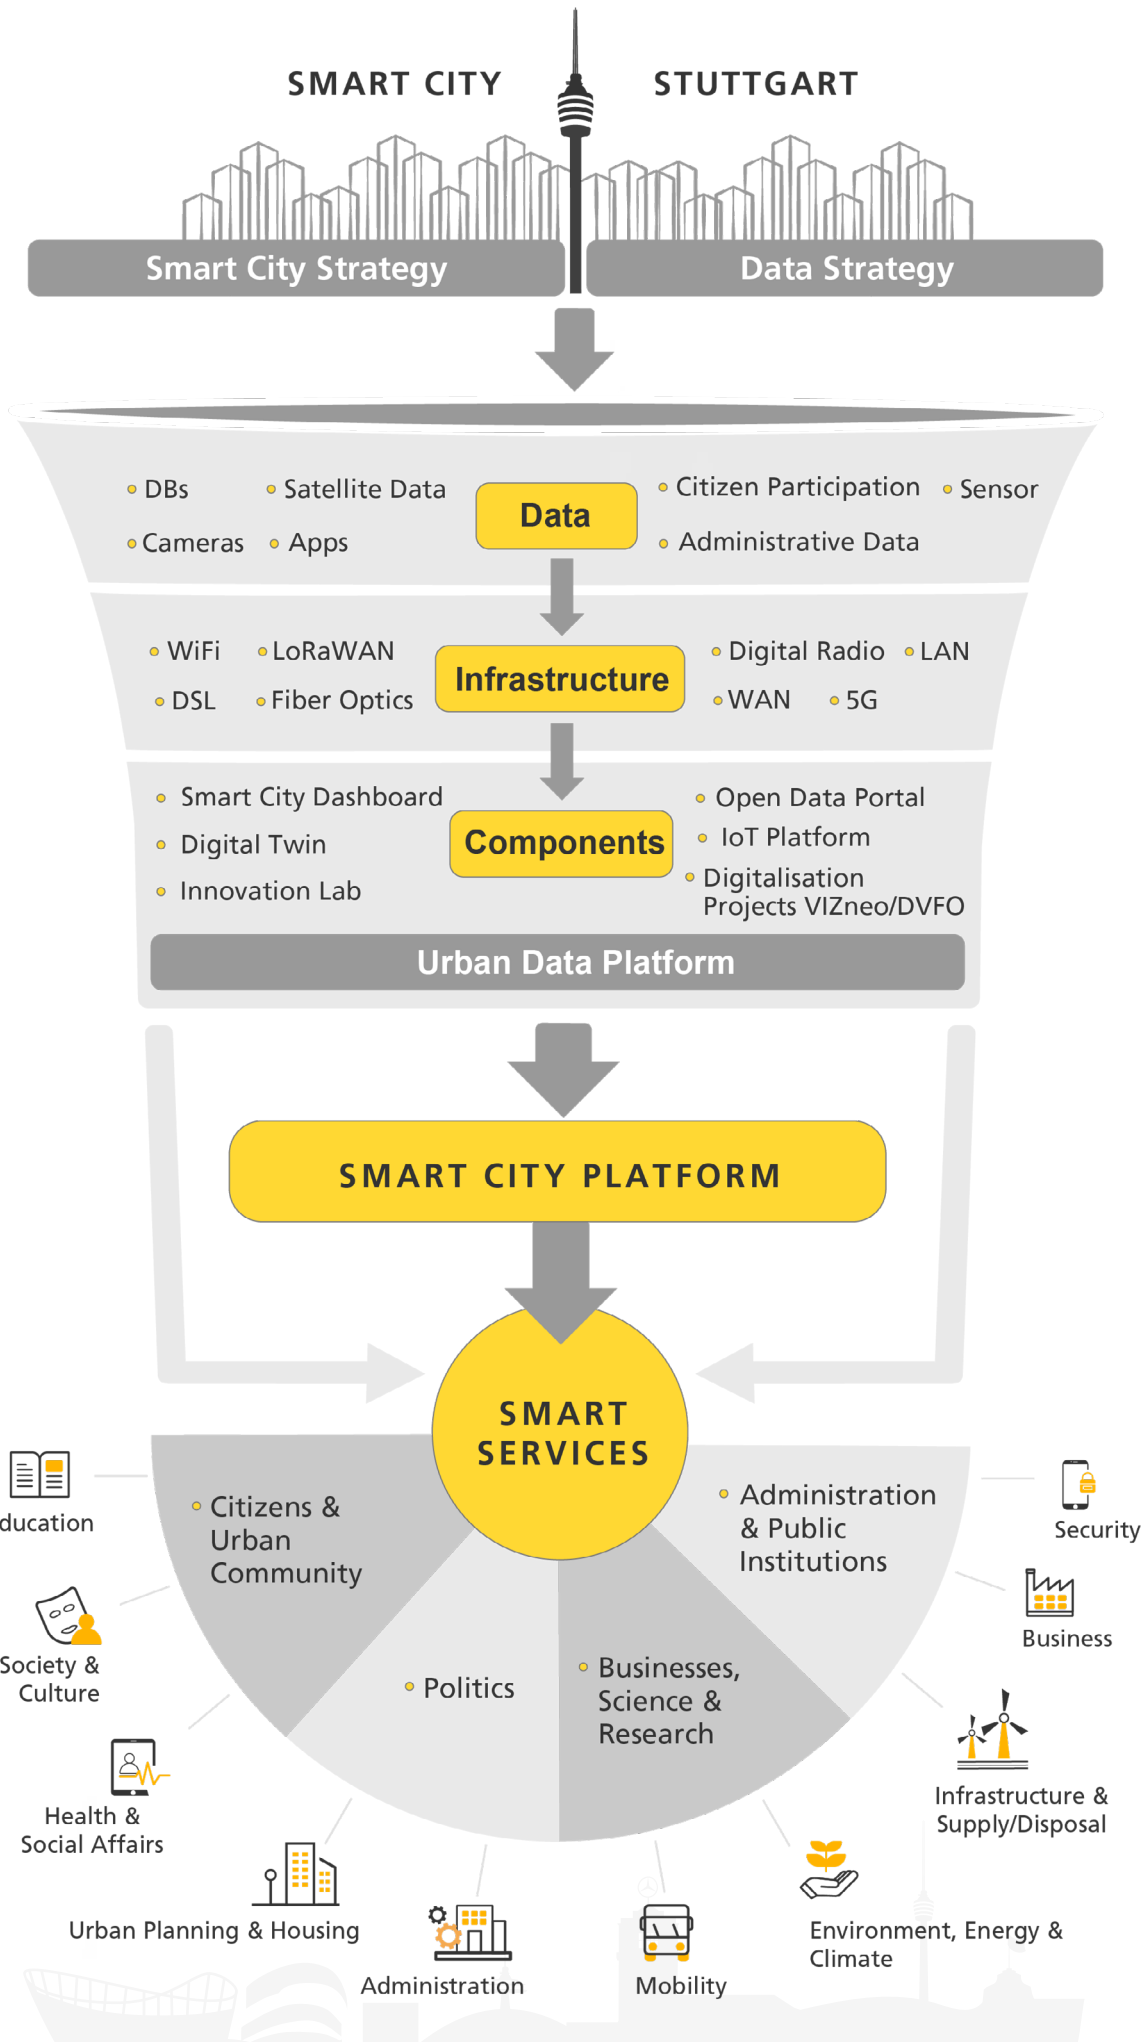 SMART CITY STUTTGART
Smart City Strategy
Data Strategy
DBs
Satellite Data
Cameras
Apps
Data
Citizen Participation
Sensor
Administrative Data
WiFi
LoRaWAN
DSL
Fiber Optics
Infrastructure
Digital Radio
LAN
WAN
5G
Smart City Dashboard
Digital Twin
Innovation Lab
Components
Open Data Portal
IoT Platform
Digitalisation
Projects VIZneo/DVFO
Urban Data Platform
SMART CITY PLATFORM
SMART
SERVICES
Citizens &
Urban
Community
Politics
Businesses,
Science &
Research
Administration
& Public
Institutions
ducation
Society &
Culture
Health &
Social Affairs
Urban Planning & Housing
Administration
Mobility
Environment, Energy &
Climate
Infrastructure &
Supply/Disposal
Business
Security